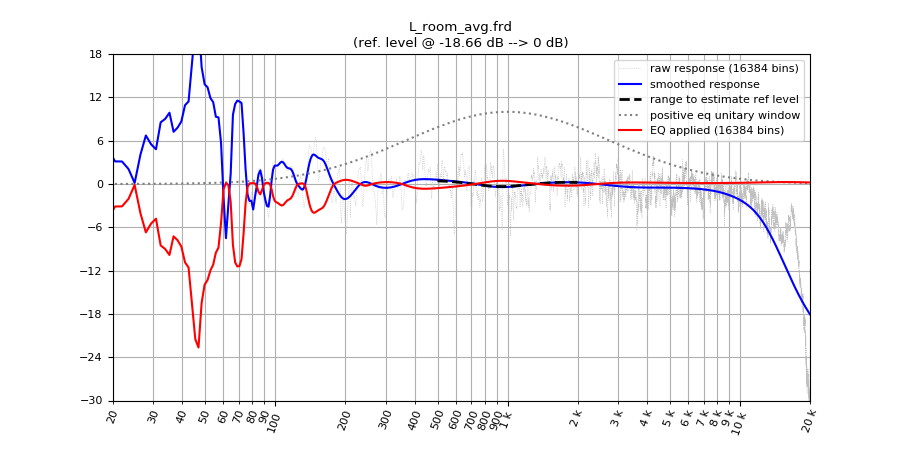 L_room_avg.frd
(ref. level @ -18.66 dB --> 0 dB)
18
12
6
0
−6
−12
−18
−24
−30
raw response (16384 bins)
smoothed response
range to estimate ref level
positive eq unitary window
EQ applied (16384 bins)
20
30
40
50
60
70
80
90
100
200
300
400
500
600
700
800
900
1 k
2 k
3 k
4 k
5 k
6 k
7 k
8 k
9 k
10 k
20 k